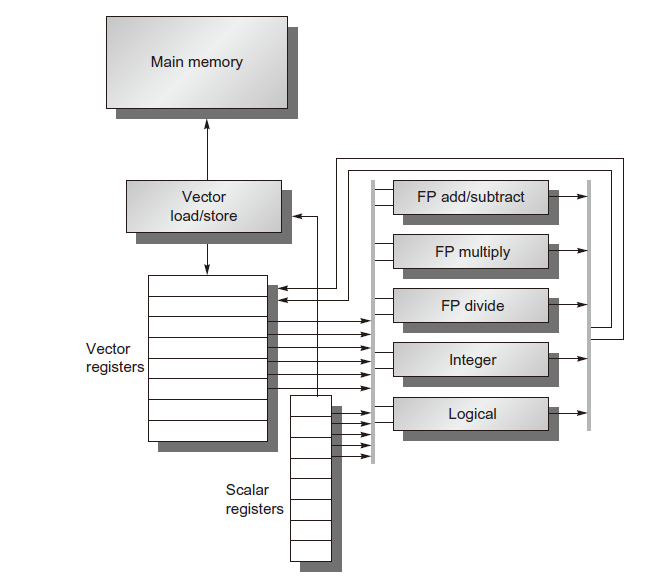 Main memory
Vector
load/store
FP add/subtract
FP multiply
FP divide
Integer
Logical
Vector
registers
Scalar
registers